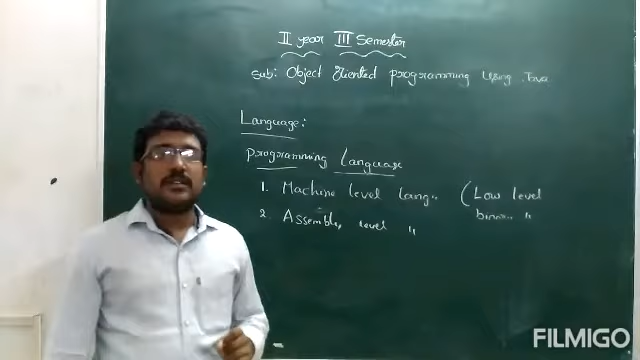 II year III Semester
Sub: Object Oriented programming Using Java
Language:
programming Language
1. Machine level Lang,, (Low level
2. Assembly level ,,
FILMIGO